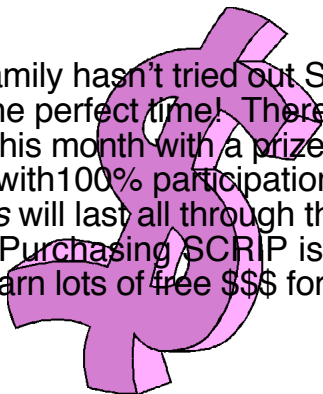 amily hasn't tried out S
ne perfect time! There
his month with a prize
with100% participation
s will last all through th
Purchasing SCRIP is
arn lots of free $$$ for